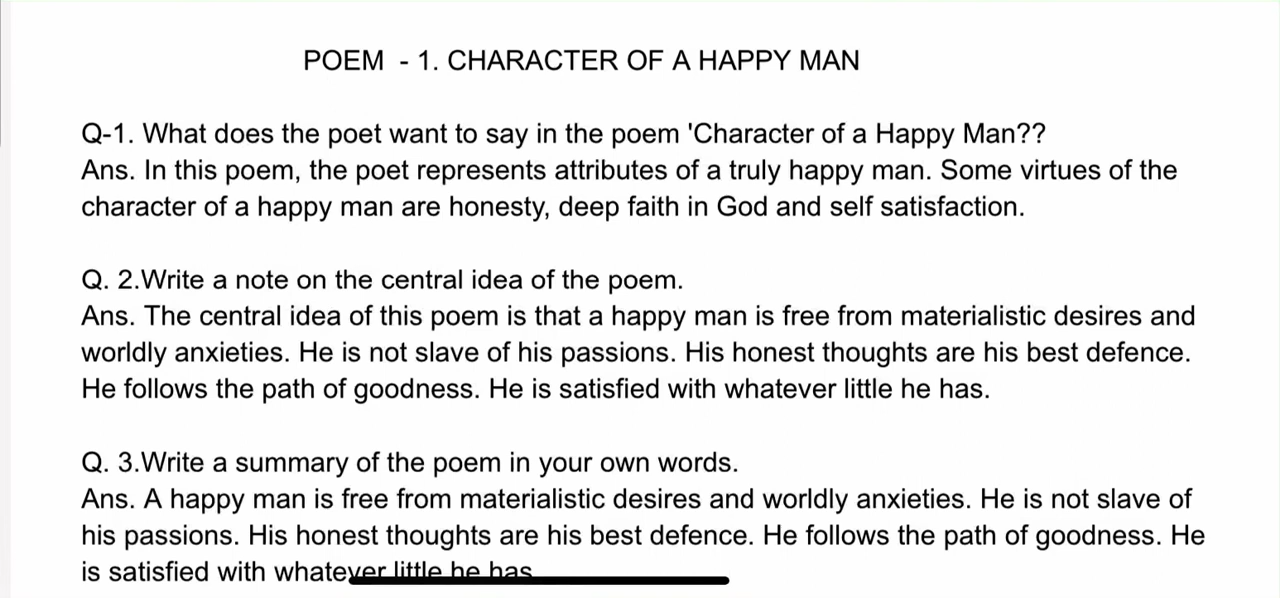 POEM - 1. CHARACTER OF A HAPPY MAN
Q-1. What does the poet want to say in the poem 'Character of a Happy Man??
Ans. In this poem, the poet represents attributes of a truly happy man. Some virtues of the
character of a happy man are honesty, deep faith in God and self satisfaction.
Q. 2.Write a note on the central idea of the poem.
Ans. The central idea of this poem is that a happy man is free from materialistic desires and
worldly anxieties. He is not slave of his passions. His honest thoughts are his best defence.
He follows the path of goodness. He is satisfied with whatever little he has.
Q. 3.Write a summary of the poem in your own words.
Ans. A happy man is free from materialistic desires and worldly anxieties. He is not slave of
his passions. His honest thoughts are his best defence. He follows the path of goodness. He
is satisfied with whatever little he has